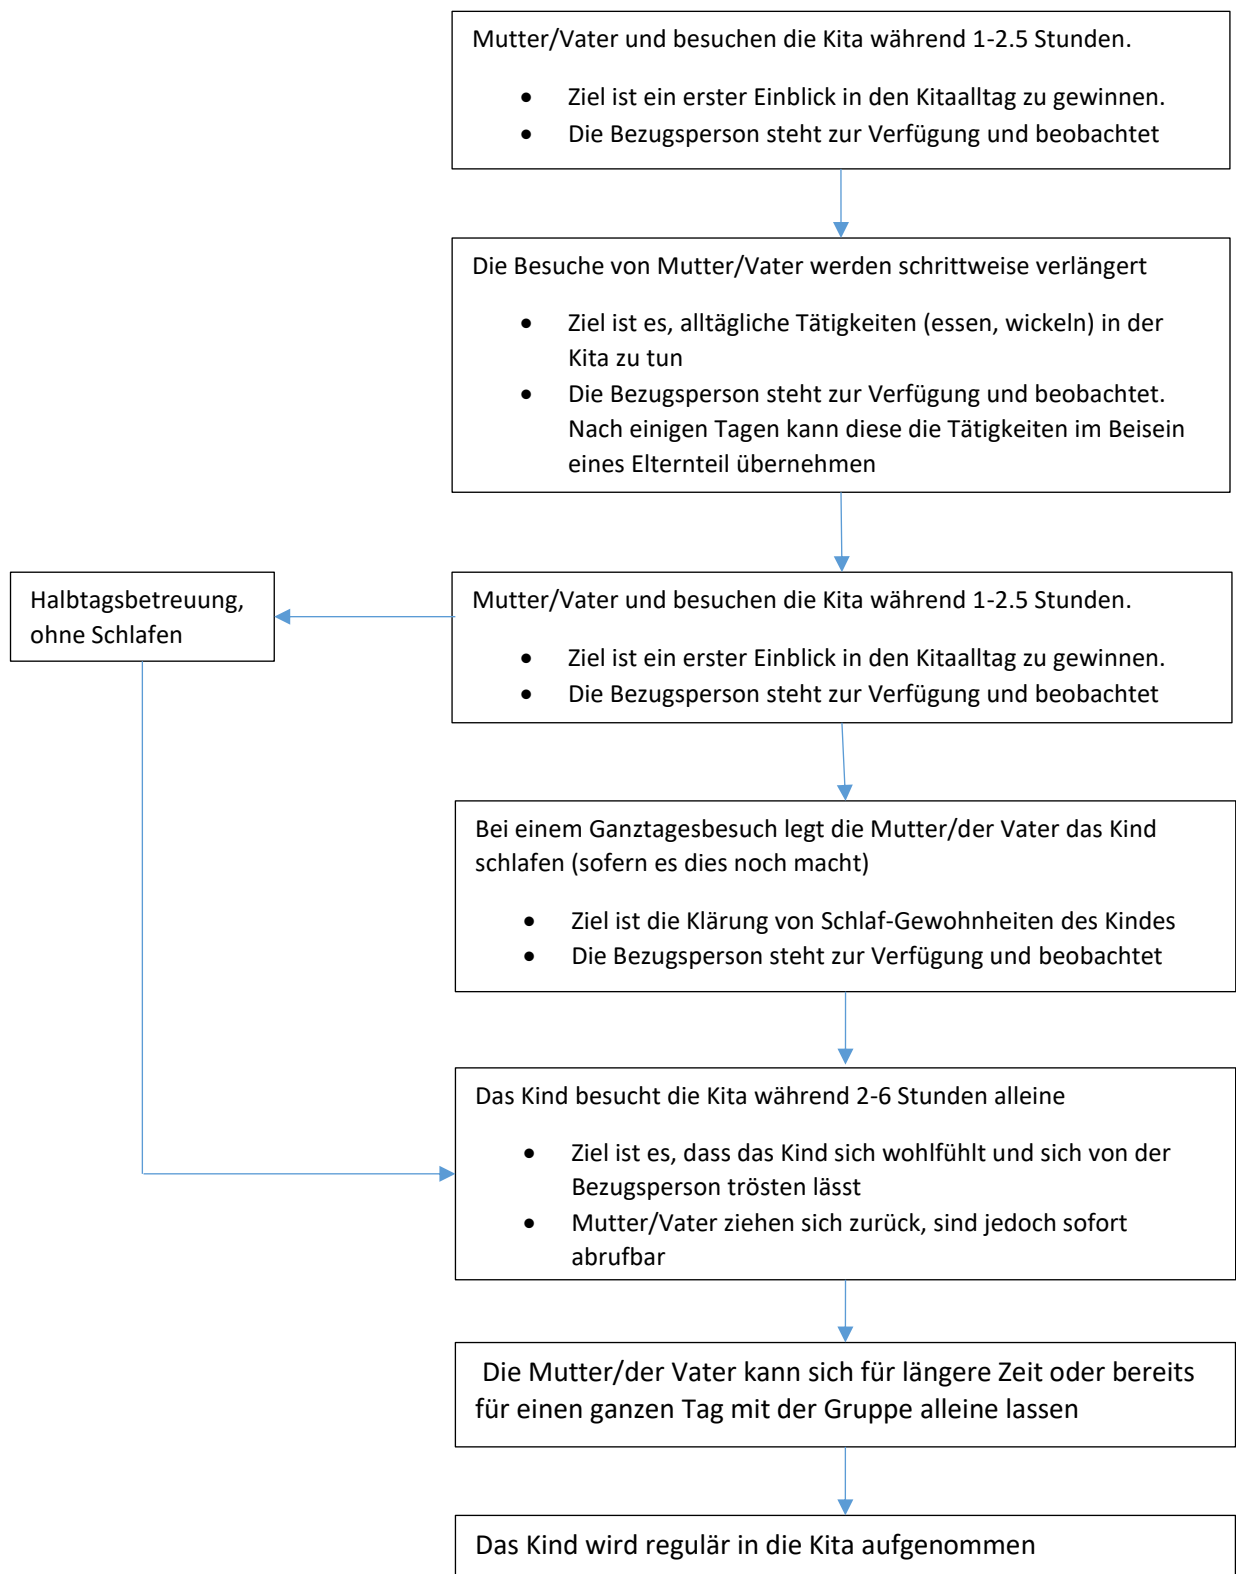 Mutter/Vater und besuchen die Kita während 1-2.5 Stunden.
• Ziel ist ein erster Einblick in den Kitaalltag zu gewinnen.
• Die Bezugsperson steht zur Verfügung und beobachtet
Die Besuche von Mutter/Vater werden schrittweise verlängert
• Ziel ist es, alltägliche Tätigkeiten (essen, wickeln) in der
Kita zu tun
• Die Bezugsperson steht zur Verfügung und beobachtet.
Nach einigen Tagen kann diese die Tätigkeiten im Beisein
eines Elternteil übernehmen
Halbtagsbetreuung,
ohne Schlafen
Mutter/Vater und besuchen die Kita während 1-2.5 Stunden.
• Ziel ist ein erster Einblick in den Kitaalltag zu gewinnen.
• Die Bezugsperson steht zur Verfügung und beobachtet
Bei einem Ganztagesbesuch legt die Mutter/der Vater das Kind
schlafen (sofern es dies noch macht)
• Ziel ist die Klärung von Schlaf-Gewohnheiten des Kindes
• Die Bezugsperson steht zur Verfügung und beobachtet
Das Kind besucht die Kita während 2-6 Stunden alleine
• Ziel ist es, dass das Kind sich wohlfühlt und sich von der
Bezugsperson trösten lässt
• Mutter/Vater ziehen sich zurück, sind jedoch sofort
abrufbar
Die Mutter/der Vater kann sich für längere Zeit oder bereits
für einen ganzen Tag mit der Gruppe alleine lassen
Das Kind wird regulär in die Kita aufgenommen